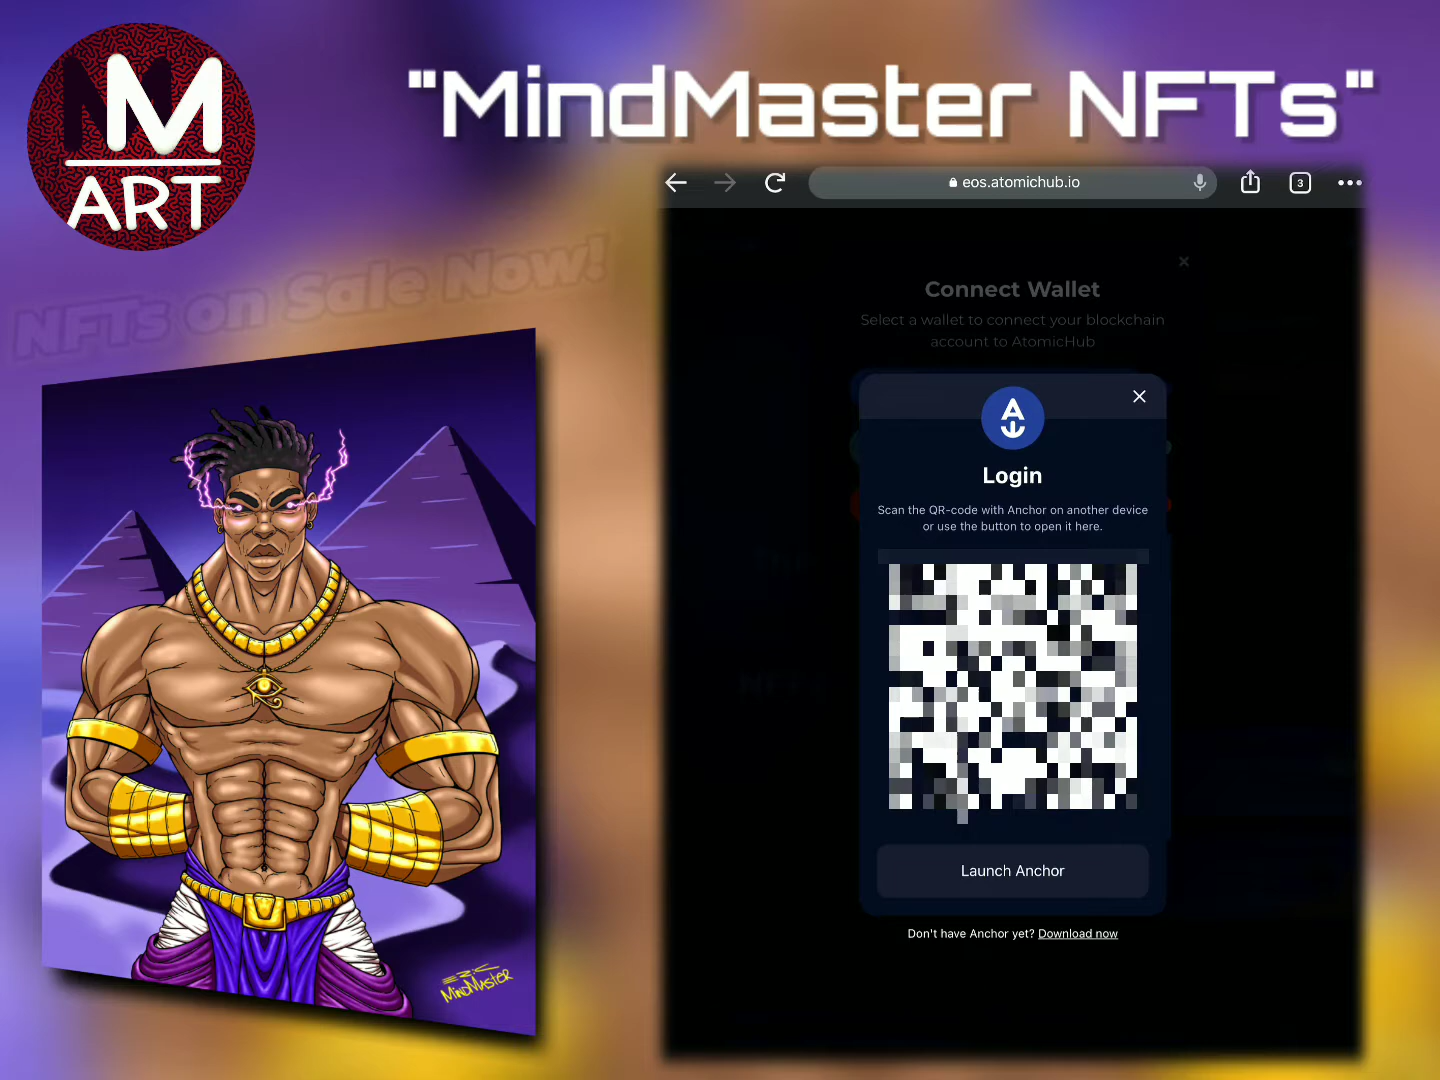 MM
ART
"MindMaster NFTs"
eos.atomichub.io
3
NFTs on Sale Now!
Connect Wallet
Select a wallet to connect your blockchain
account to AtomicHub
Login
Scan the QR-code with Anchor on another device
or use the button to open it here.
Launch Anchor
Don't have Anchor yet? Download now
ERIC
MINDMASTER